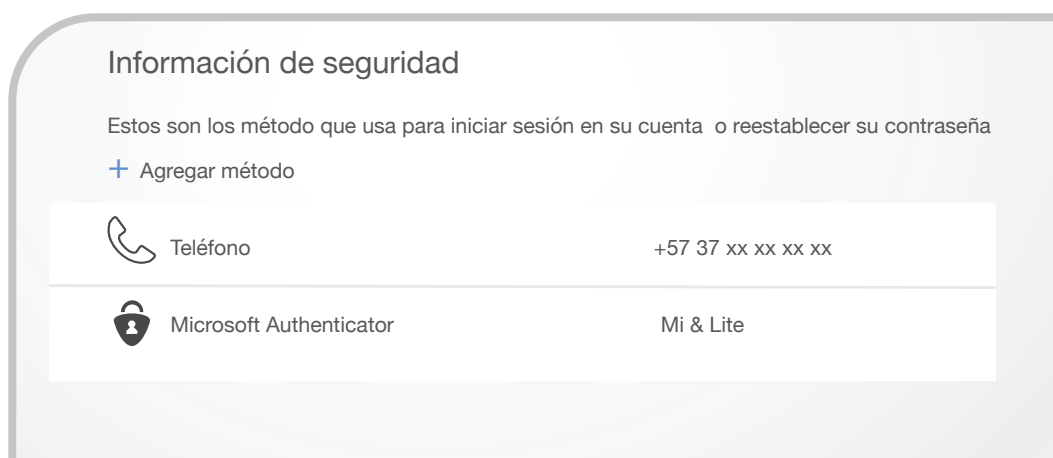 Información de seguridad
Estos son los método que usa para iniciar sesión en su cuenta o reestablecer su contraseña
+ Agregar método
Teléfono +57 37 xx xx xx xx
Microsoft Authenticator Mi & Lite